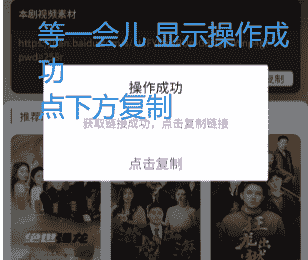 本剧视频素材
等一会儿 显示操作成
功
操作成功
点下方复制
获取链接成功，点击复制链接
推荐
点击复制